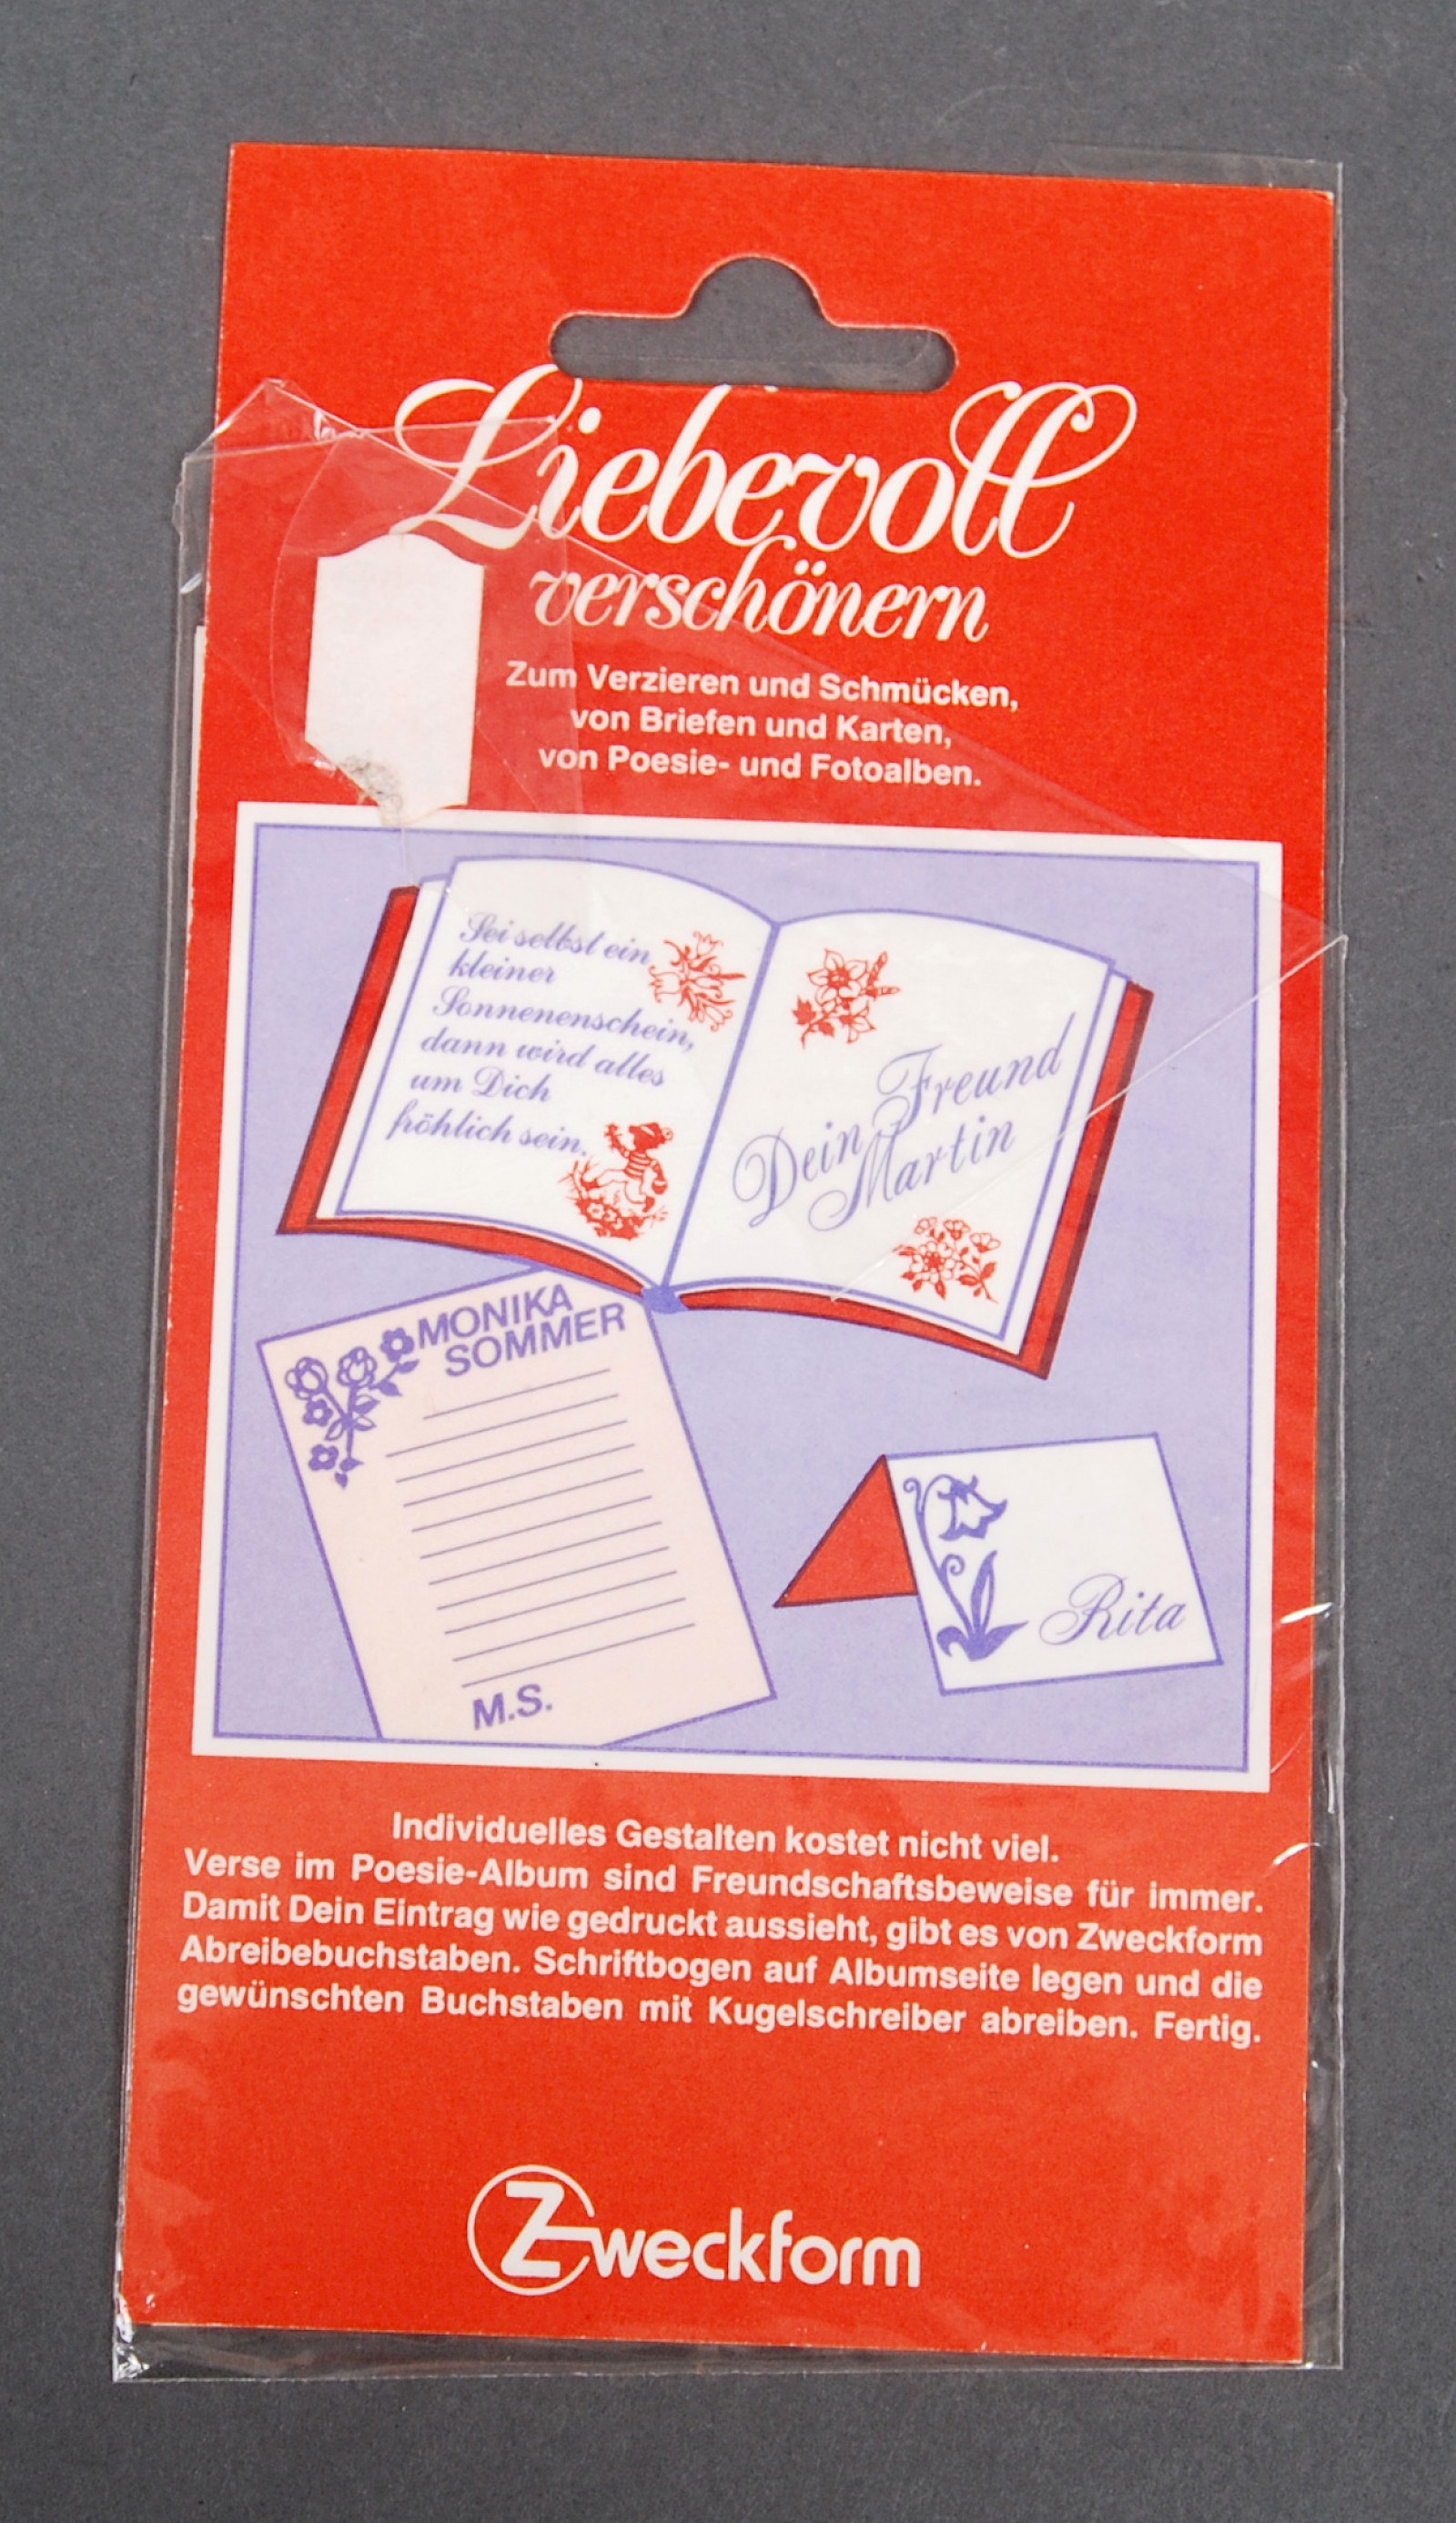 Liebevoll
verschönern
Zum Verzieren und Schmücken,
von Briefen und Karten,
von Poesie- und Fotoalben.
Sei selbst ein
kleiner
Sonnenenschein,
dann wird alles
um Dich
fröhlich sein.
Dein Freund
Martin
MONIKA
SOMMER
M.S.
Rita
Individuelles Gestalten kostet nicht viel.
Verse im Poesie-Album sind Freundschaftsbeweise für immer.
Damit Dein Eintrag wie gedruckt aussieht, gibt es von Zweckform
Abreibebuchstaben. Schriftbogen auf Albumseite legen und die
gewünschten Buchstaben mit Kugelschreiber abreiben. Fertig.
Zweckform